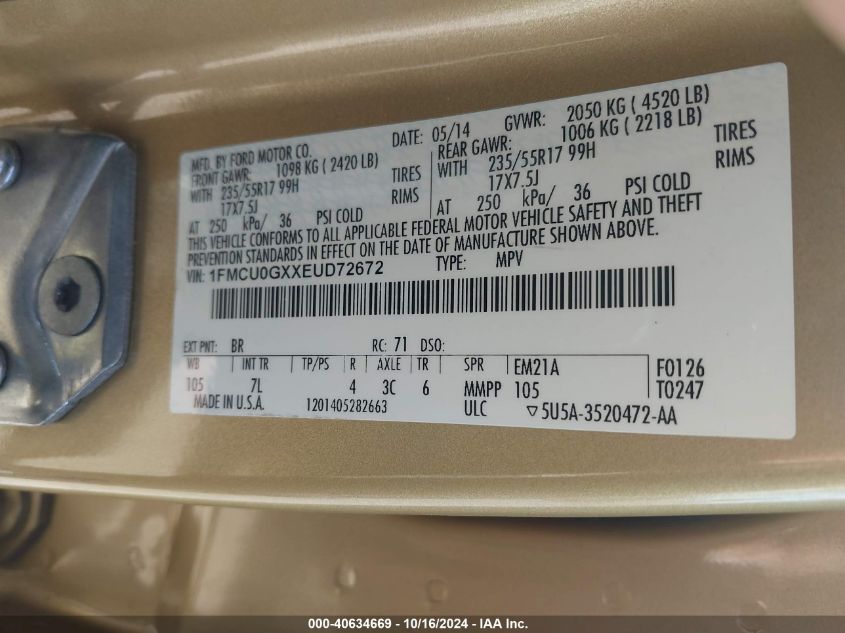 MFD. BY FORD MOTOR CO.
DATE: 05/14 GVWR: 2050 KG ( 4520 LB)
FRONT GAWR: 1098 KG ( 2420 LB) REAR GAWR: 1006 KG ( 2218 LB)
WITH 235/55R17 99H TIRES WITH 235/55R17 99H TIRES
17X7.5J RIMS 17X7.5J RIMS
AT 250 kPa/ 36 PSI COLD AT 250 kPa/ 36 PSI COLD
THIS VEHICLE CONFORMS TO ALL APPLICABLE FEDERAL MOTOR VEHICLE SAFETY AND THEFT
PREVENTION STANDARDS IN EFFECT ON THE DATE OF MANUFACTURE SHOWN ABOVE.
VIN: 1FMCU0GXXEUD72672 TYPE: MPV
EXT PNT: BR RC: 71 DSO:
WB INT TR TP/PS R AXLE TR SPR EM21A F0126
105 7L 4 3C 6 MMPP 105 T0247
MADE IN U.S.A. 1201405282663 ULC ▽5U5A-3520472-AA
000-40634669 - 10/16/2024 - IAA Inc.